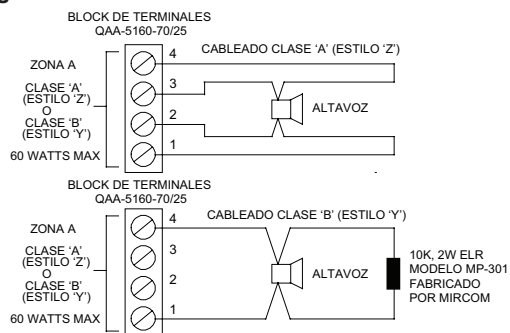 BLOCK DE TERMINALES
QAA-5160-70/25
4
CABLEADO CLASE 'A' (ESTILO 'Z')
ZONA A
3
CLASE 'A'
(ESTILO 'Z')
O
CLASE 'B'
(ESTILO 'Y')
2
ALTAVOZ
1
60 WATTS MAX
BLOCK DE TERMINALES
QAA-5160-70/25
4
CABLEADO CLASE 'B' (ESTILO 'Y')
ZONA A
3
CLASE 'A'
(ESTILO 'Z')
O
CLASE 'B'
(ESTILO 'Y')
2
ALTAVOZ
10K, 2W ELR
MODELO MP-301
FABRICADO
POR MIRCOM
1
60 WATTS MAX